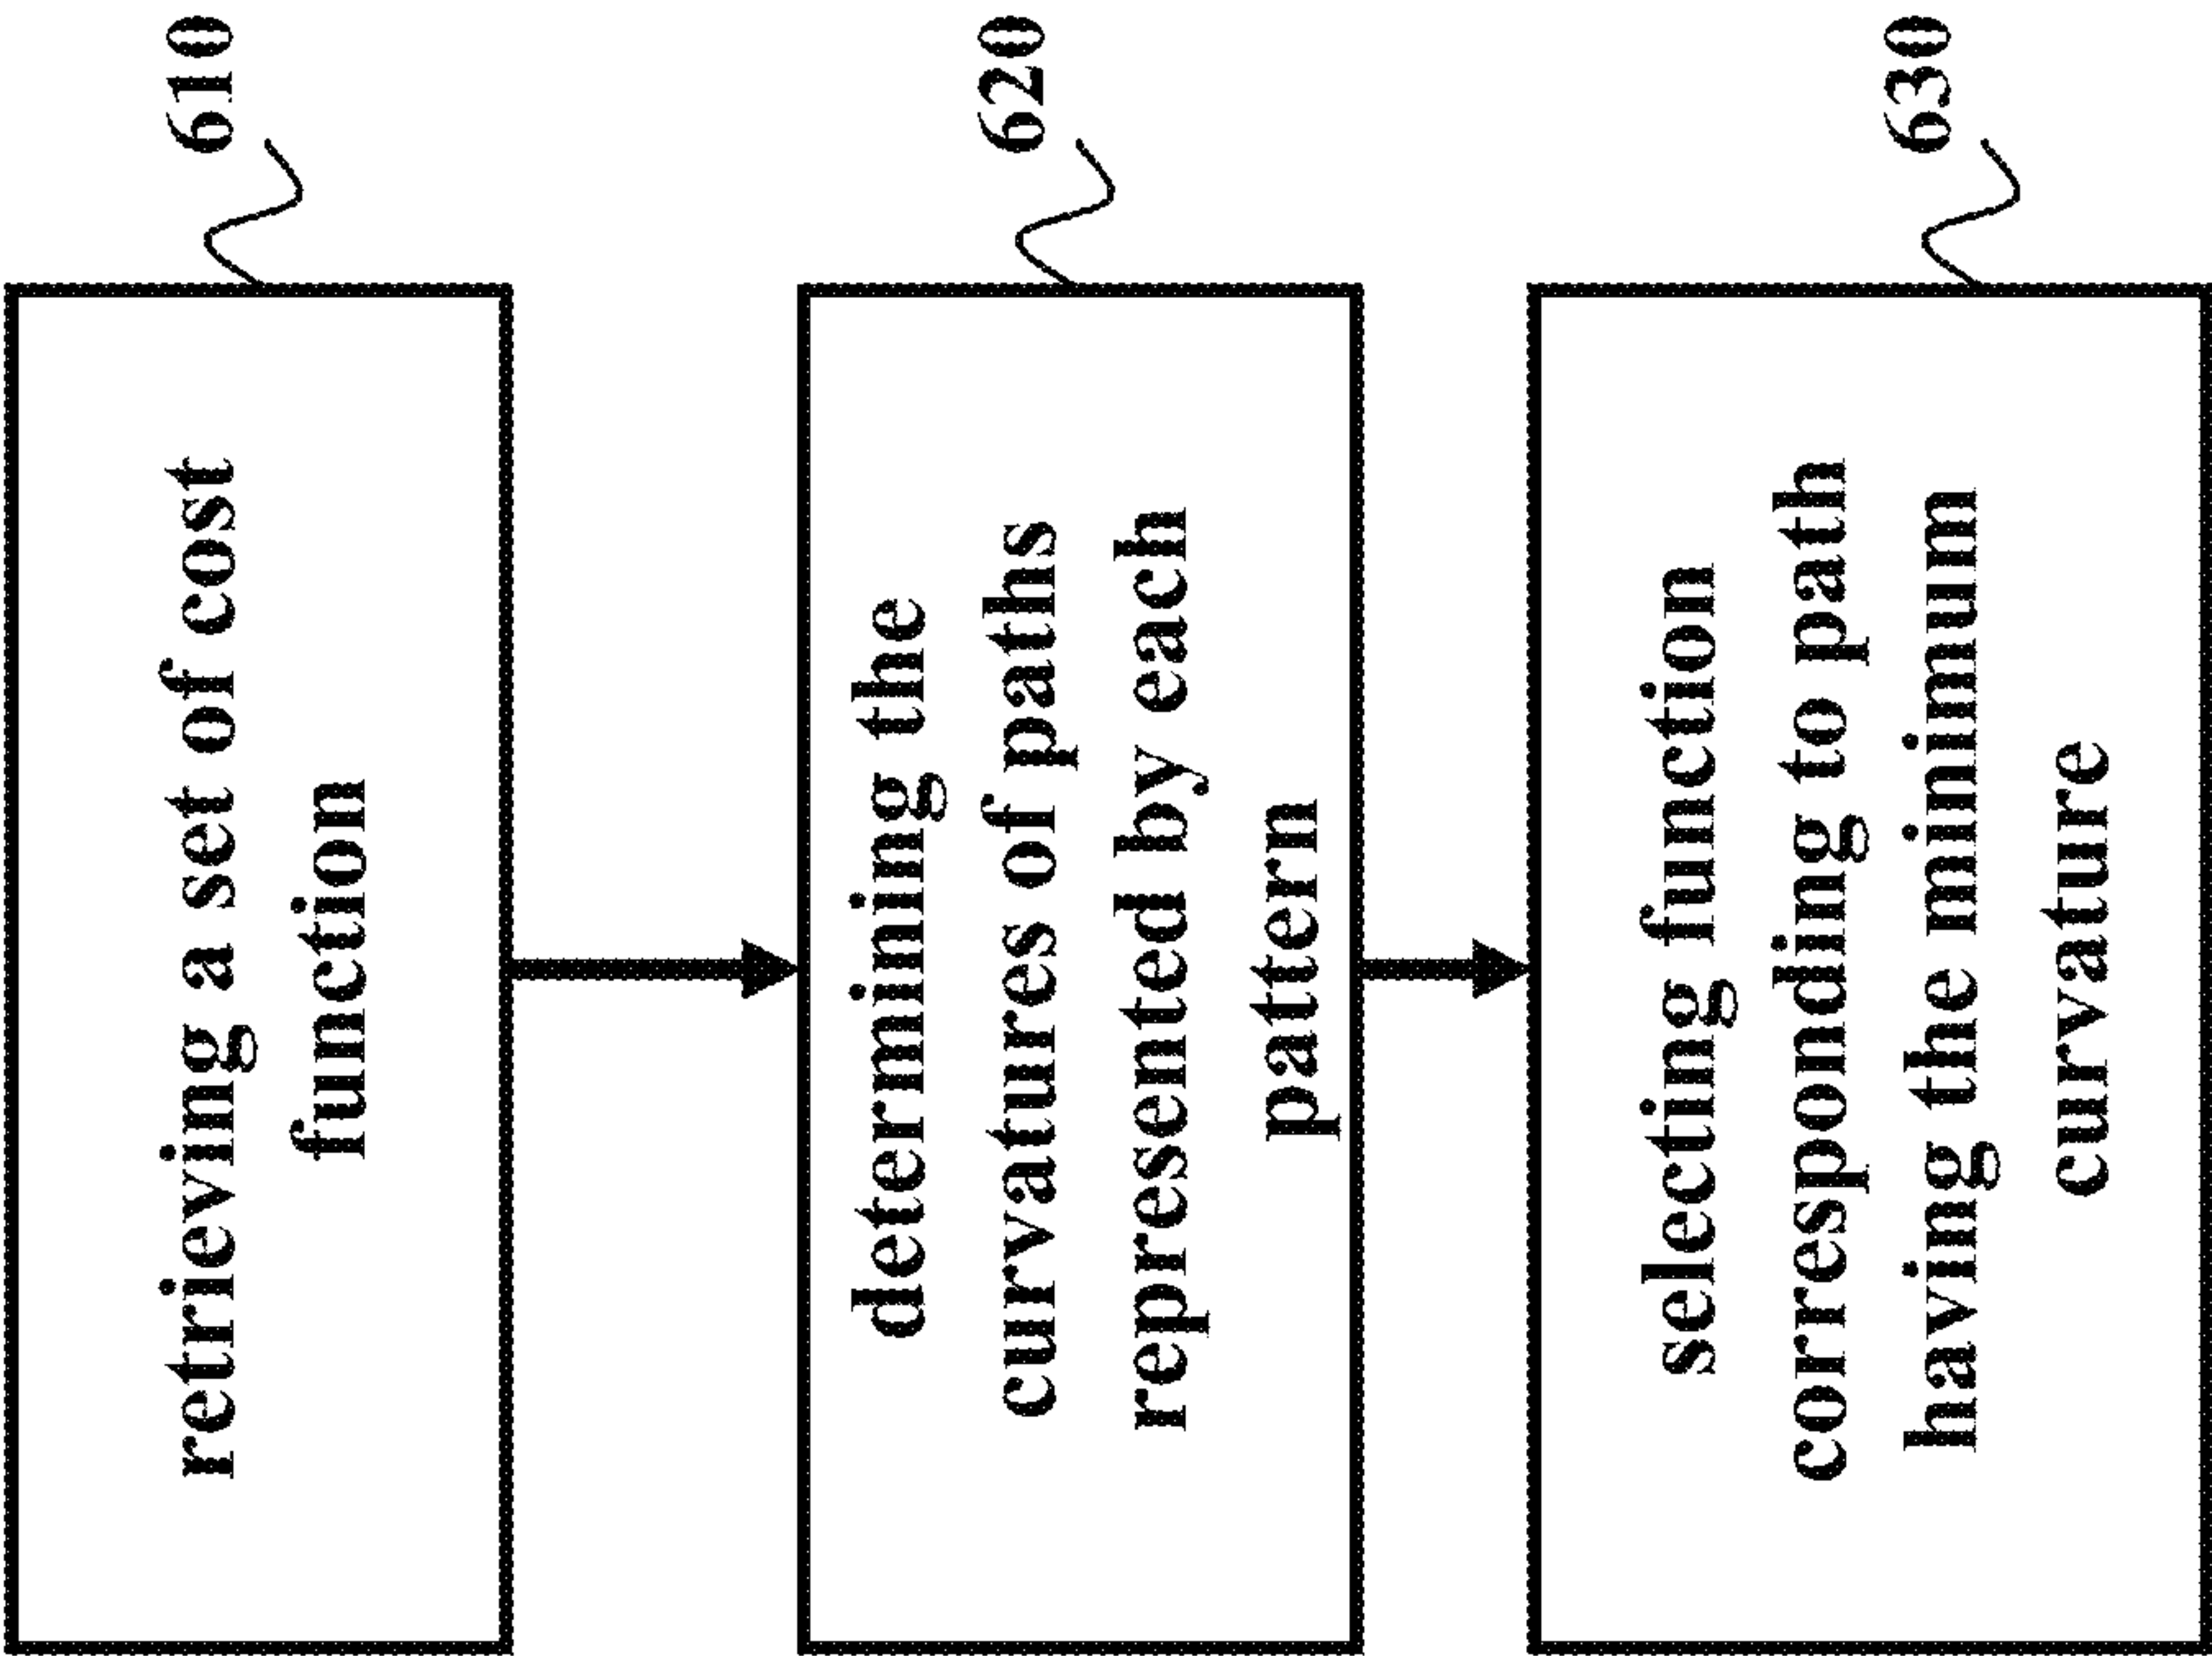 610
retrieving a set of cost
function
620
determining the
curvatures of paths
represented by each
pattern
630
selecting function
corresponding to path
having the minimum
curvature